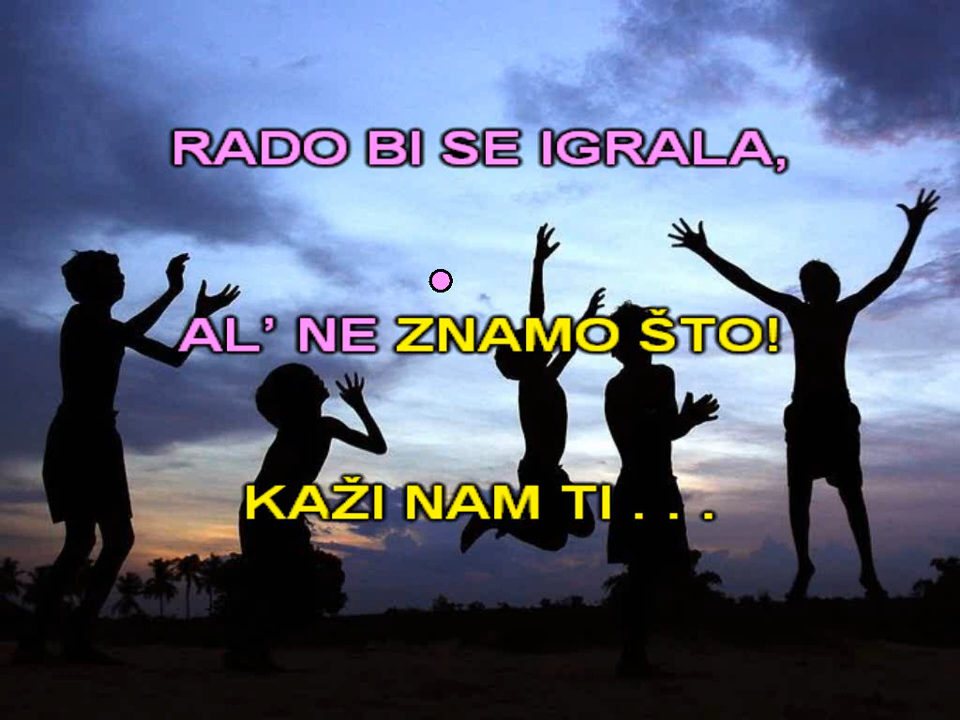 RADO BI SE IGRALA,
AL’ NE ZNAMO ŠTO!
KAŽI NAM TI . . .